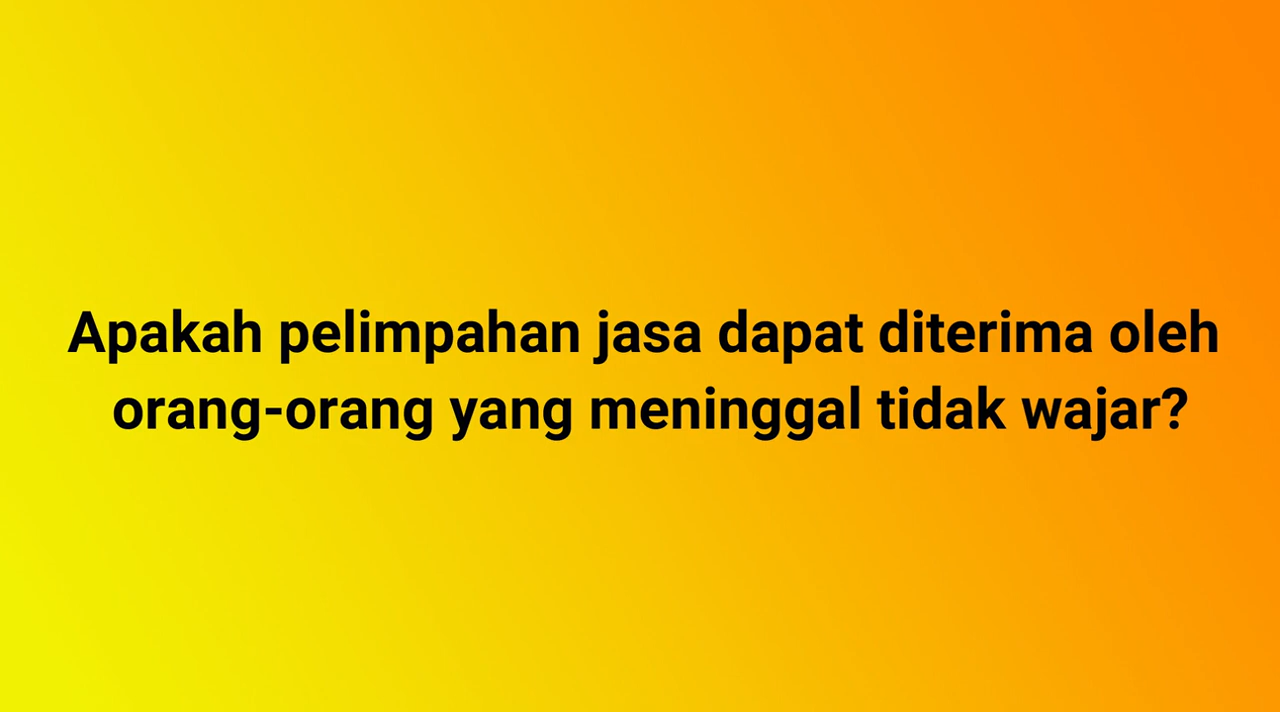 Apakah pelimpahan jasa dapat diterima oleh
orang-orang yang meninggal tidak wajar?